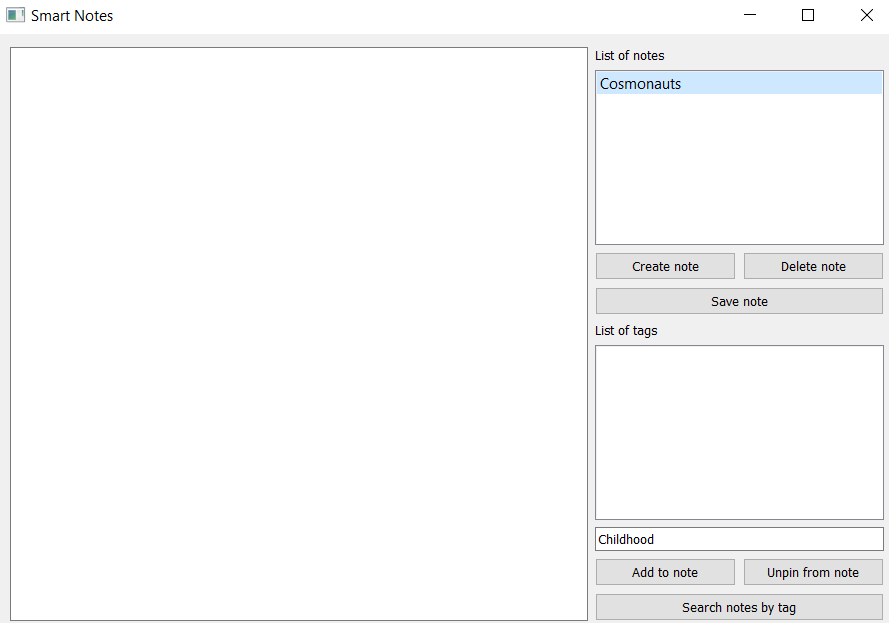 Smart Notes
List of notes
Cosmonauts
Create note
Delete note
Save note
List of tags
Childhood
Add to note
Unpin from note
Search notes by tag